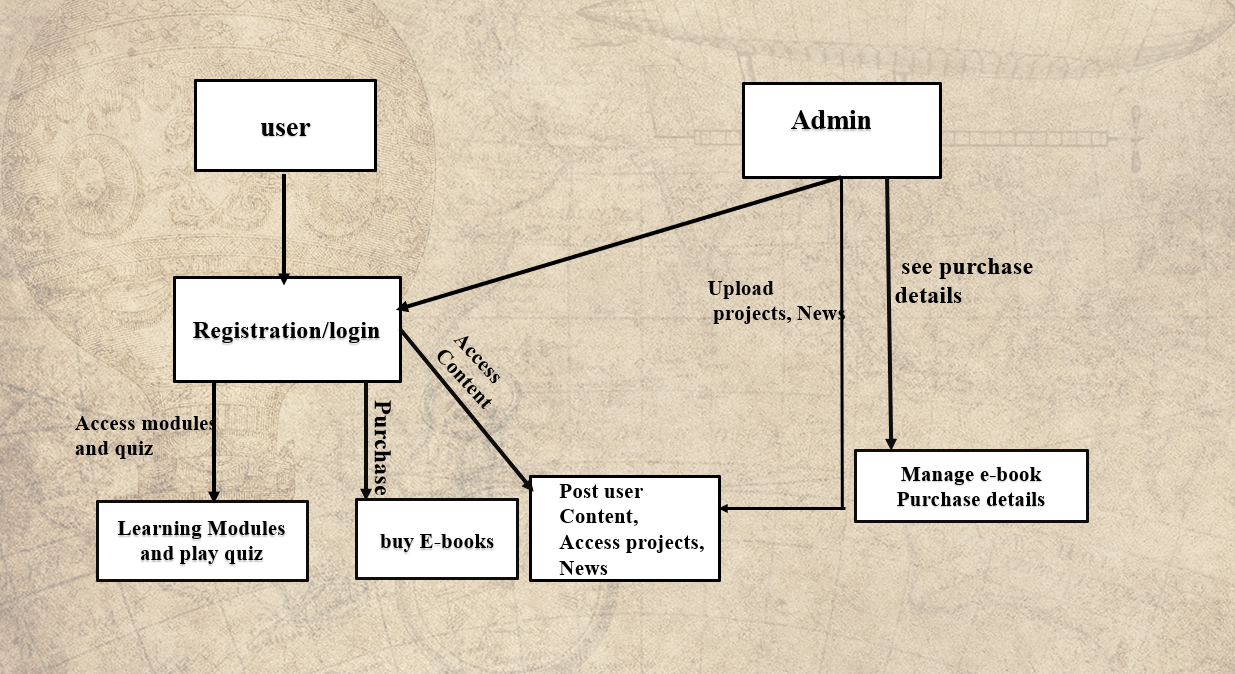 user
Admin
see purchase
details
Upload
projects, News
Registration/login
Access
Content
Access modules
and quiz
Purchase
Learning Modules
and play quiz
buy E-books
Post user
Content,
Access projects,
News
Manage e-book
Purchase details